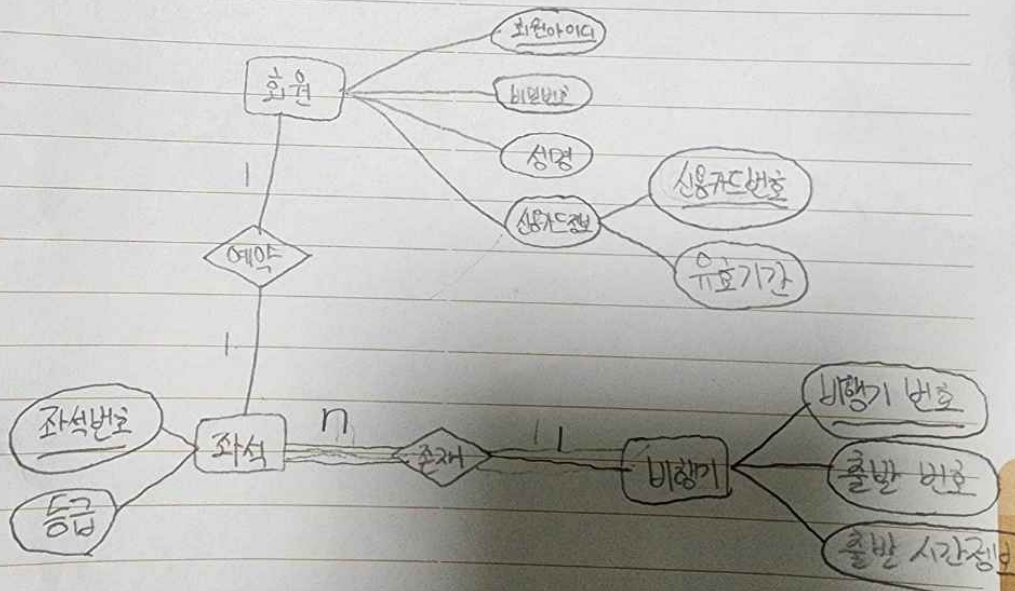 회원아이디
회원
비밀번호
성명
신용카드번호
1
신용카드정보
예약
유효기간
1
비행기 번호
좌석번호
n
1
좌석
존재
비행기
출발 번호
등급
출발 시간정보